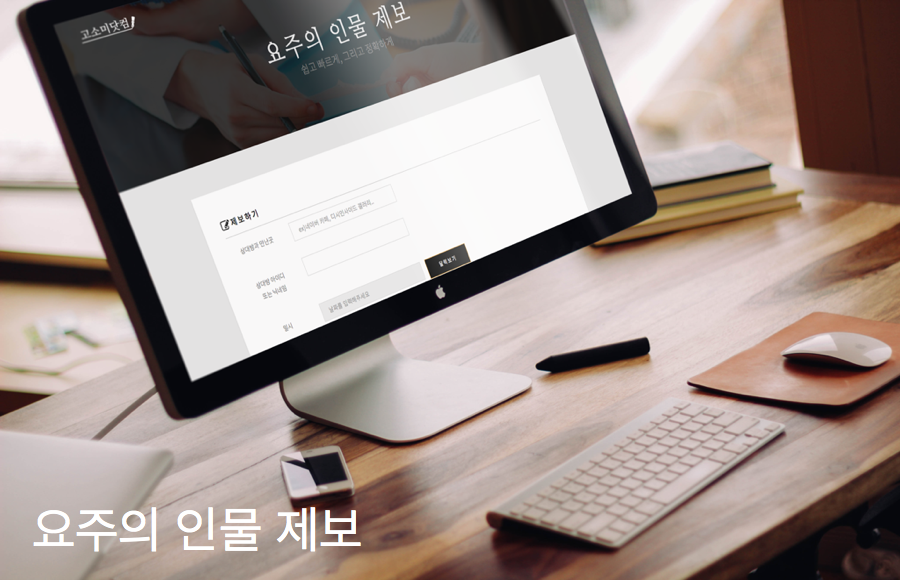 고소미닷컴!
요주의 인물 제보
쉽고 빠르게, 그리고 정확하게
제보하기
상대방과 만난곳
ex)네이버 카페, 디시인사이드 갤러리..
상대방 아이디
또는 닉네임
일시
날짜를 입력해주세요
달력보기
요주의 인물 제보